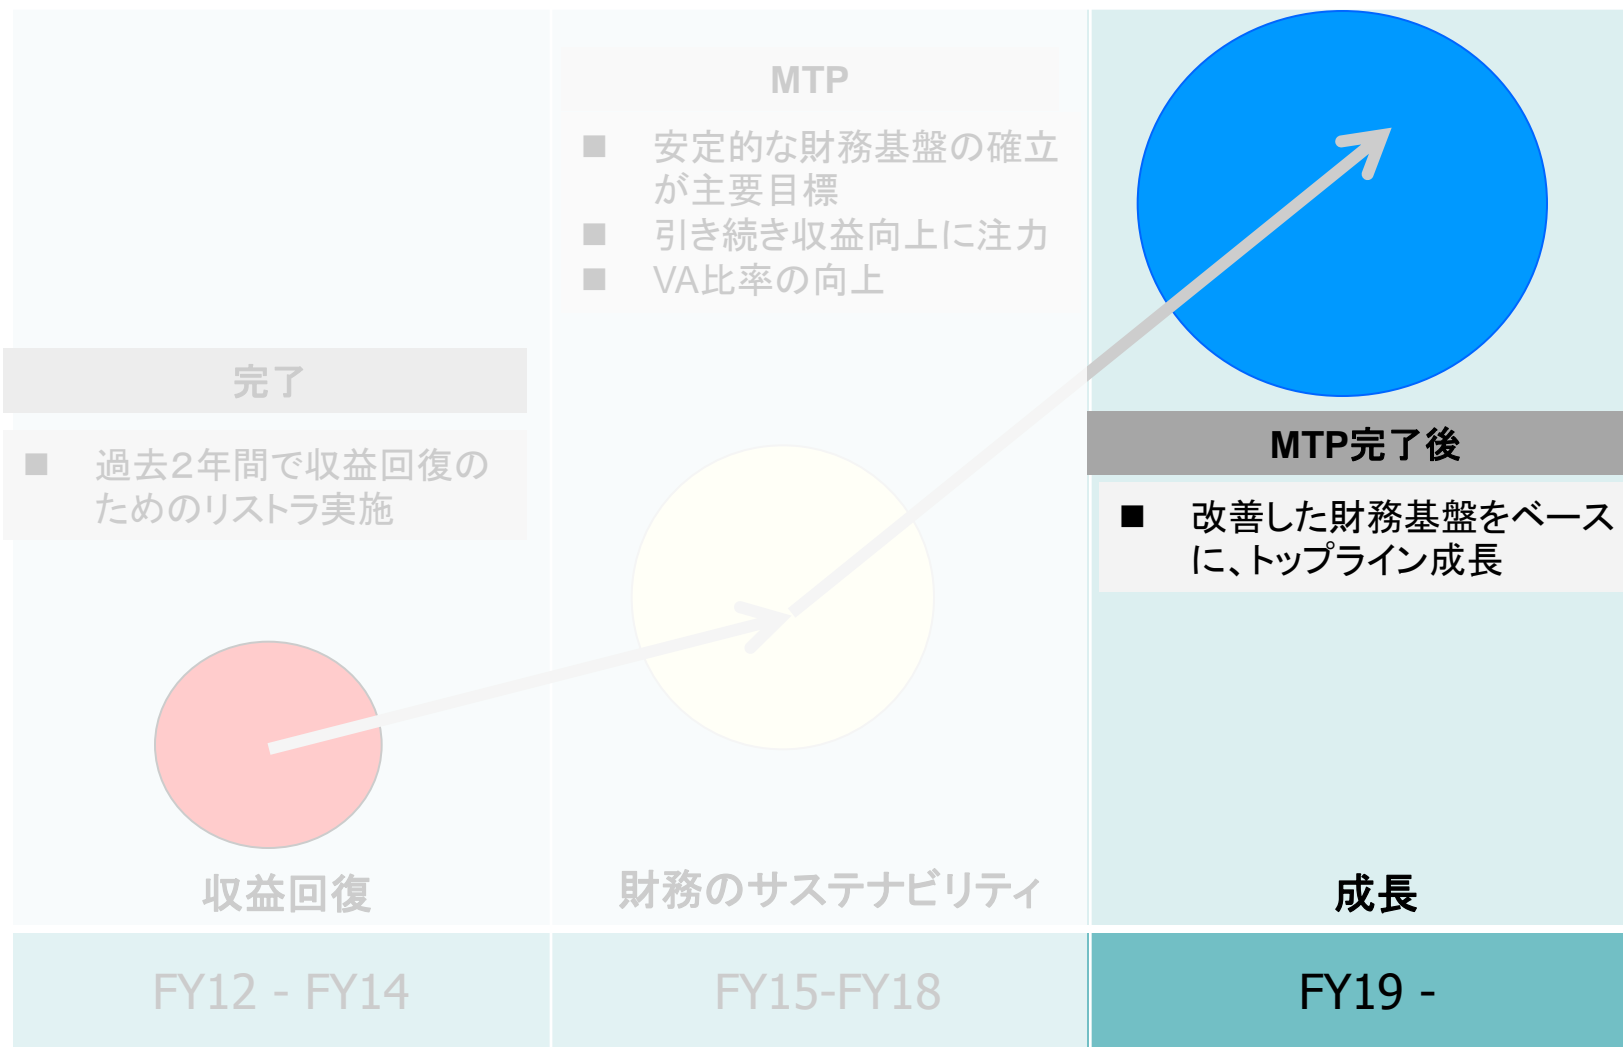 MTP
■ 安定的な財務基盤の確立
が主要目標
■ 引き続き収益向上に注力
■ VA比率の向上
完了
■ 過去２年間で収益回復の
ためのリストラ実施
MTP完了後
■ 改善した財務基盤をベース
に、トップライン成長
収益回復
財務のサステナビリティ
成長
FY12 - FY14
FY15-FY18
FY19 -